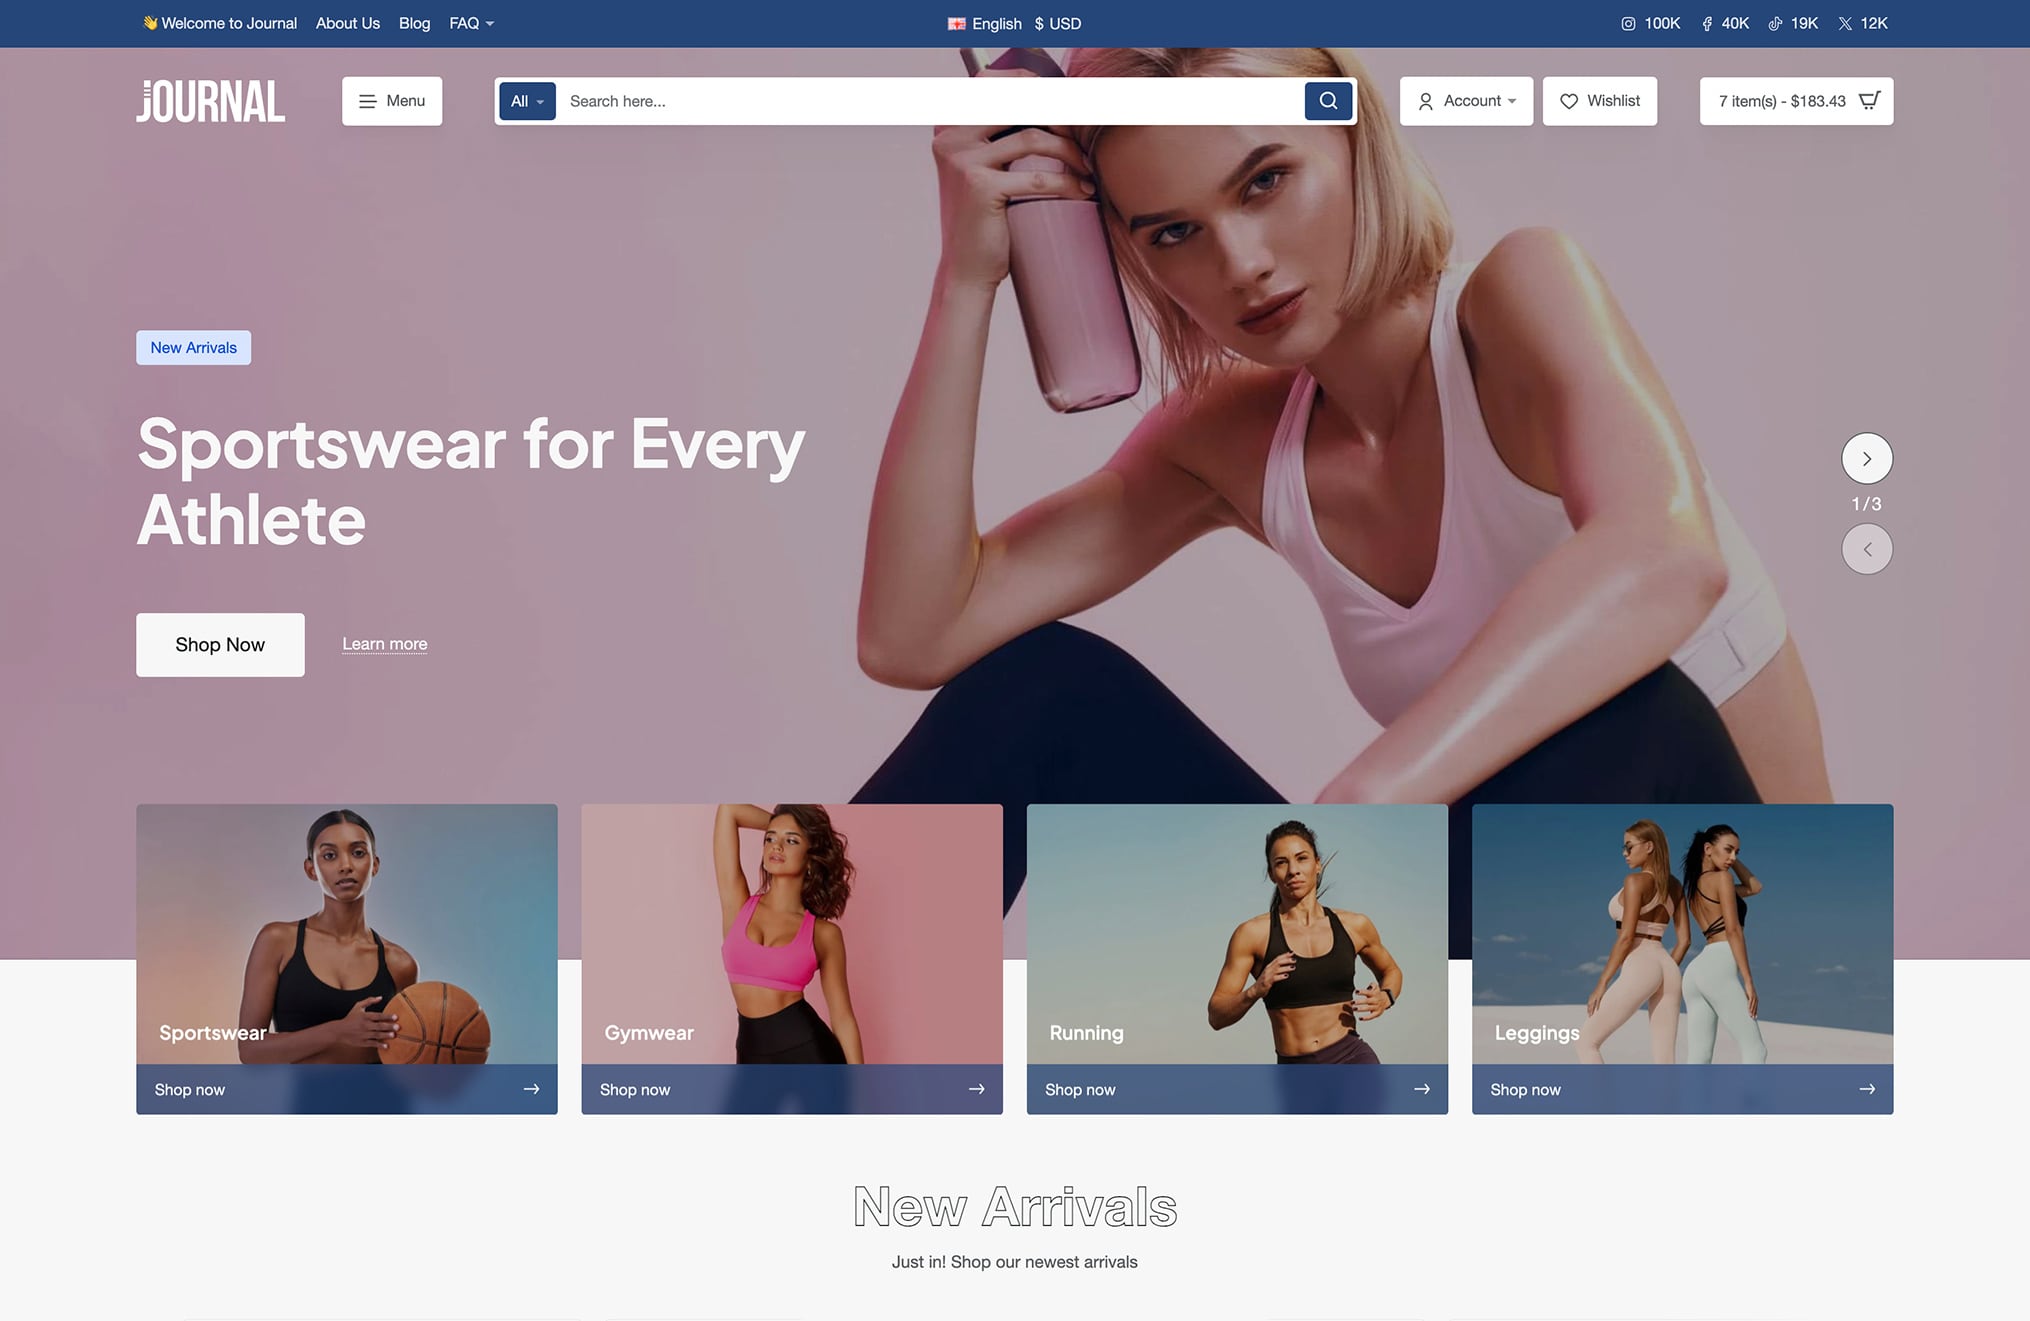 👋 Welcome to Journal About Us Blog FAQ
English $ USD
100K 40K 19K 12K
JOURNAL
Menu
All Search here...
Account
Wishlist
7 item(s) - $183.43
New Arrivals
Sportswear for Every
Athlete
Shop Now Learn more
1/3
Sportswear
Shop now
Gymwear
Shop now
Running
Shop now
Leggings
Shop now
New Arrivals
Just in! Shop our newest arrivals